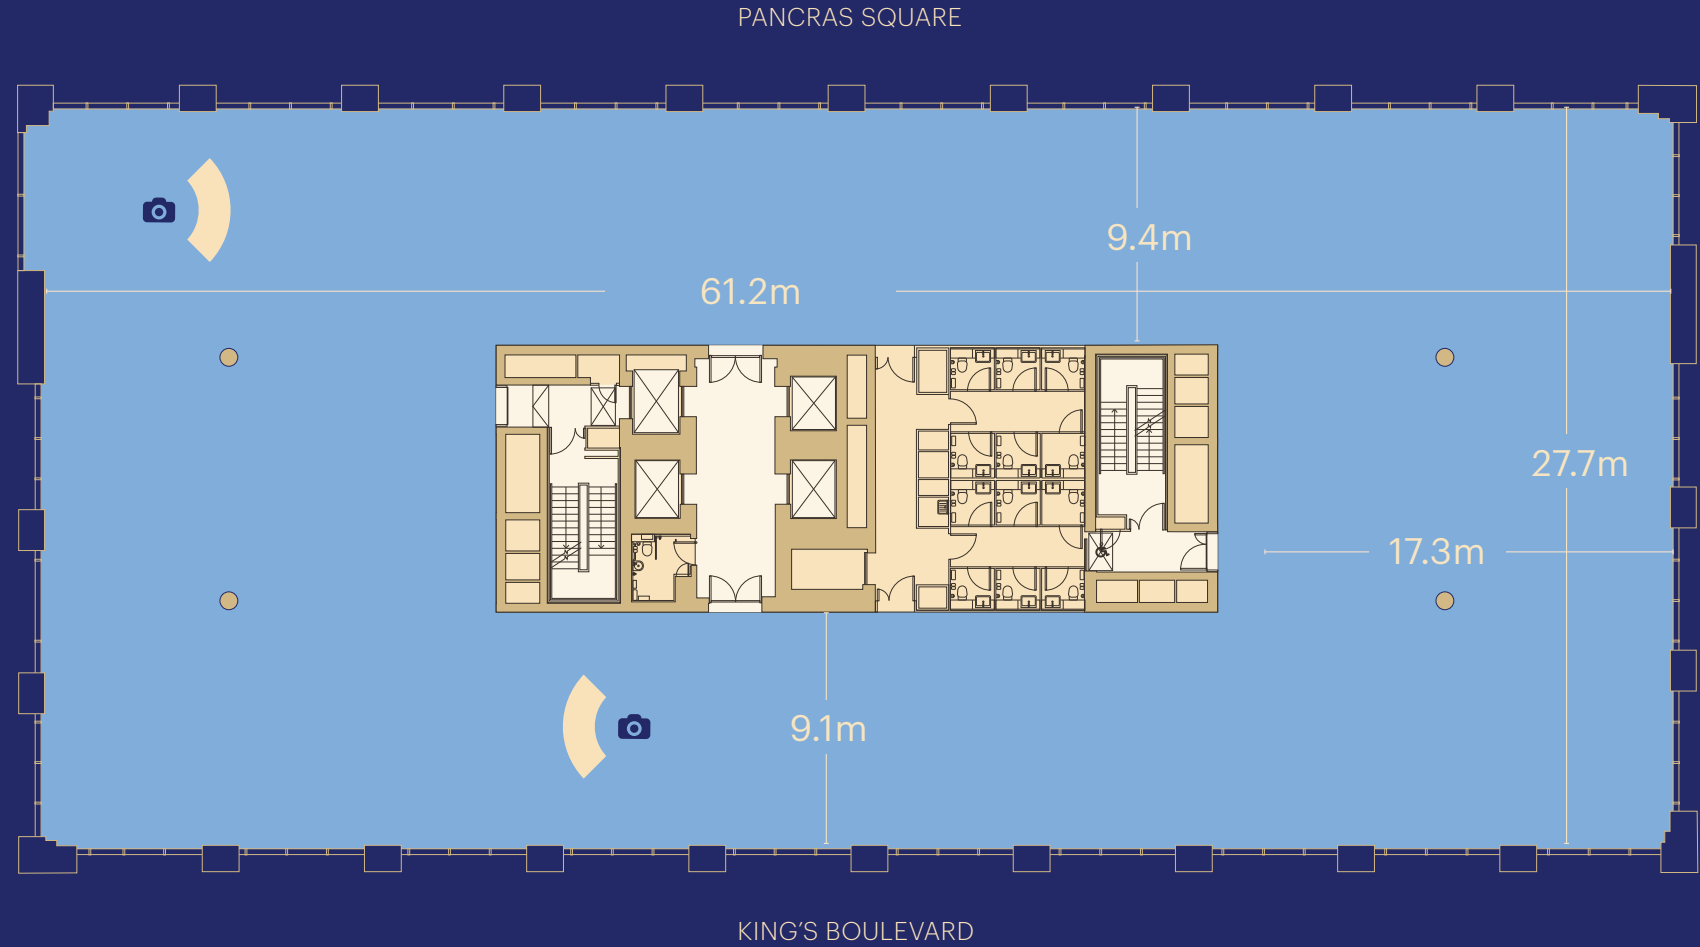 PANCRAS SQUARE
9.4m
61.2m
27.7m
17.3m
9.1m
KING’S BOULEVARD